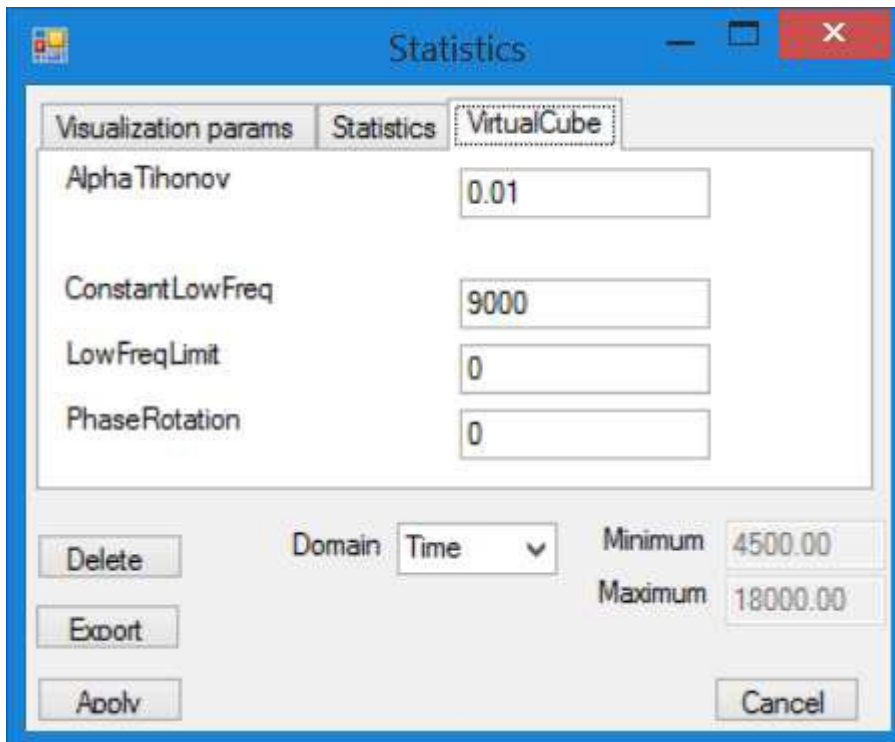 Statistics
Visualization params Statistics VirtualCube
AlphaTihonov 0.01
ConstantLowFreq 9000
LowFreqLimit 0
PhaseRotation 0
Delete Domain Time Minimum 4500.00
Maximum 18000.00
Export
Apply Cancel